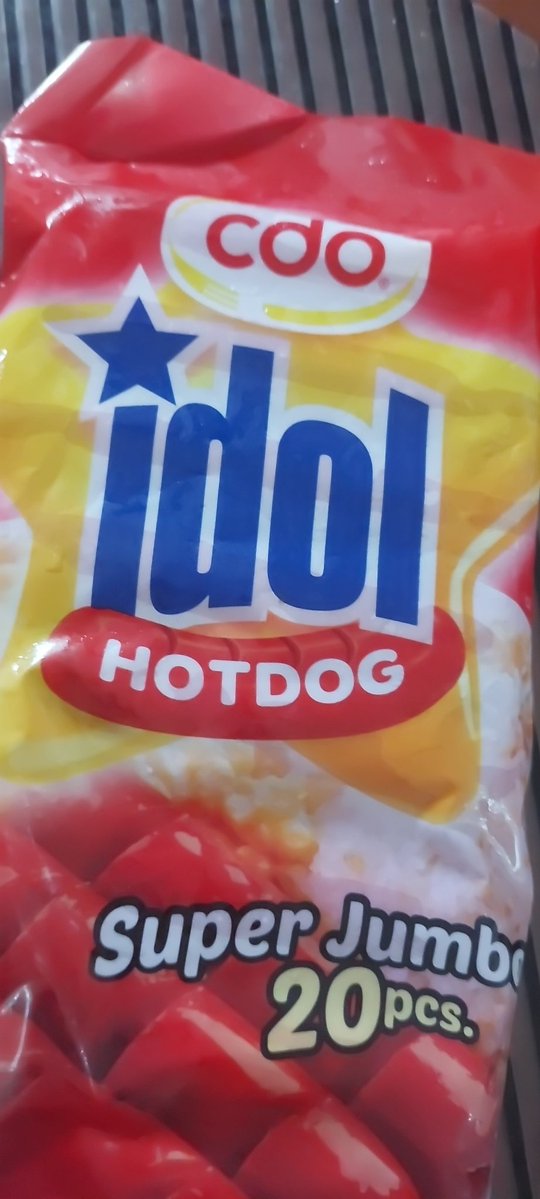 cdo
idol
HOTDOG
Super Jumbo
20pcs.